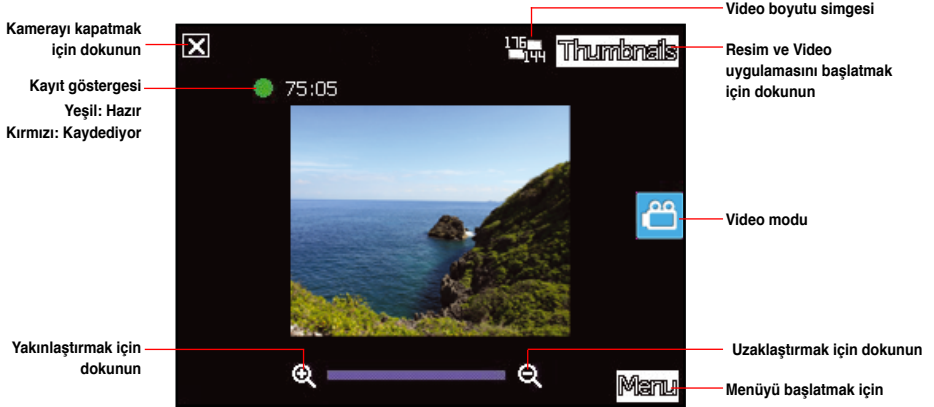 Video boyutu simgesi
Kamerayı kapatmak
için dokunun
176
144
Thumbnails
Resim ve Video
uygulamasını başlatmak
için dokunun
Kayıt göstergesi
Yeşil: Hazır
Kırmızı: Kaydediyor
75:05
Video modu
Yakınlaştırmak için
dokunun
Uzaklaştırmak için dokunun
Menu
Menüyü başlatmak için